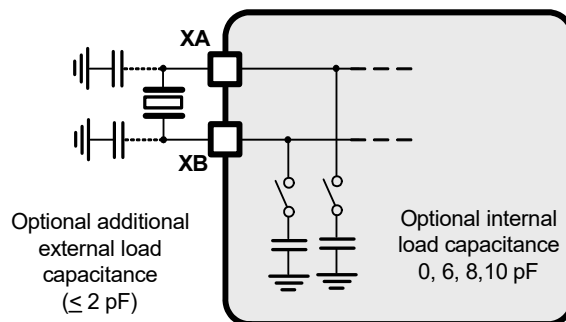 XA
XB
Optional additional
external load
capacitance
(≤ 2 pF)
Optional internal
load capacitance
0, 6, 8,10 pF